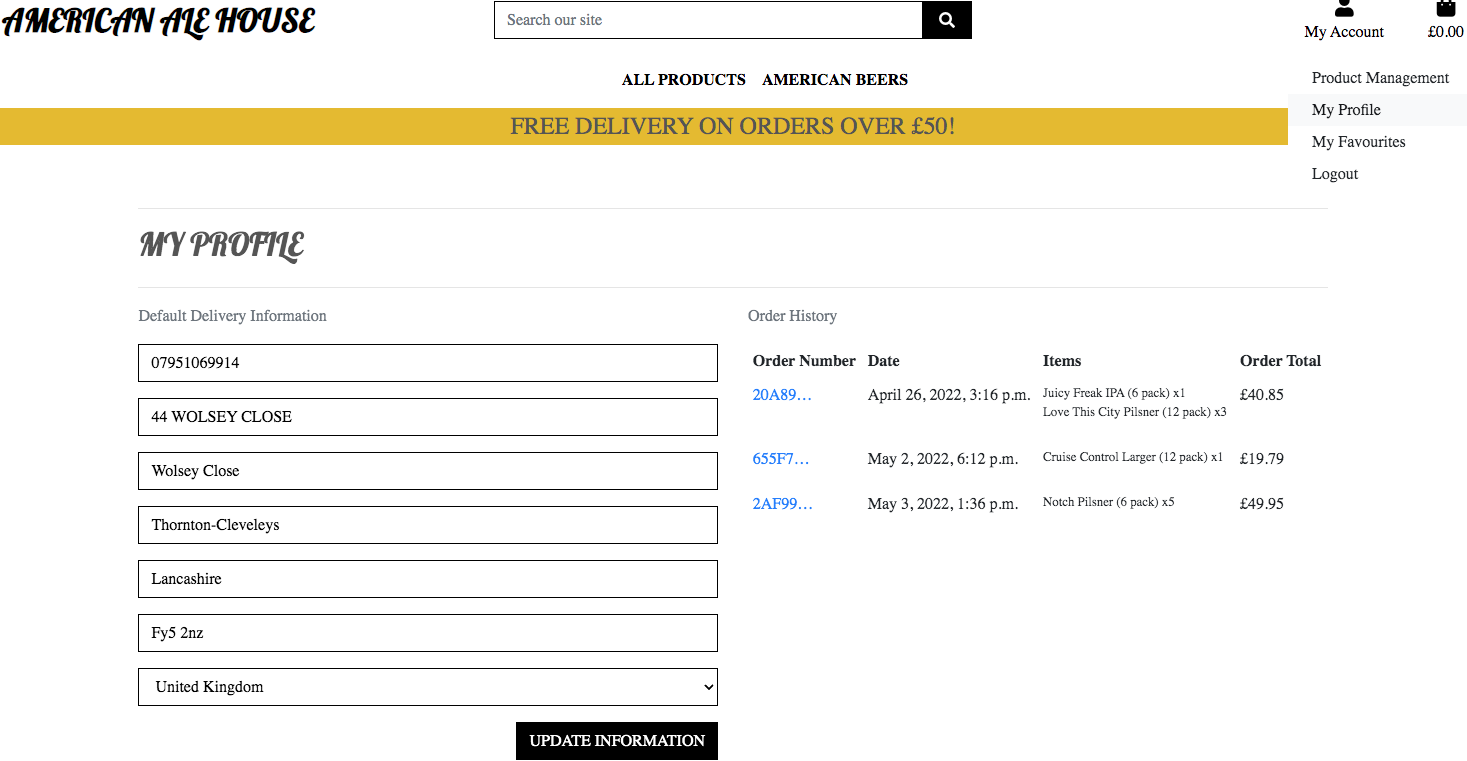 AMERICAN ALE HOUSE
Search our site
My Account
£0.00
ALL PRODUCTS AMERICAN BEERS
Product Management
My Profile
My Favourites
Logout
FREE DELIVERY ON ORDERS OVER £50!
MY PROFILE
Default Delivery Information
07951069914
44 WOLSEY CLOSE
Wolsey Close
Thornton-Cleveleys
Lancashire
Fy5 2nz
United Kingdom
UPDATE INFORMATION
Order History
Order Number Date Items Order Total
20A89... April 26, 2022, 3:16 p.m. Juicy Freak IPA (6 pack) x1 £40.85
Love This City Pilsner (12 pack) x3
655F7... May 2, 2022, 6:12 p.m. Cruise Control Larger (12 pack) x1 £19.79
2AF99... May 3, 2022, 1:36 p.m. Notch Pilsner (6 pack) x5 £49.95